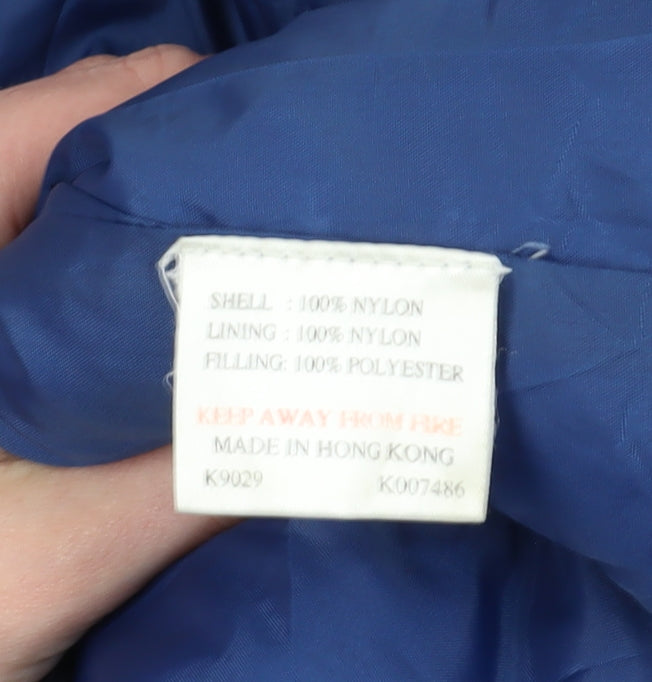 SHELL : 100% NYLON
LINING : 100% NYLON
FILLING: 100% POLYESTER
KEEP AWAY FROM FIRE
MADE IN HONG KONG
K9029 K007486